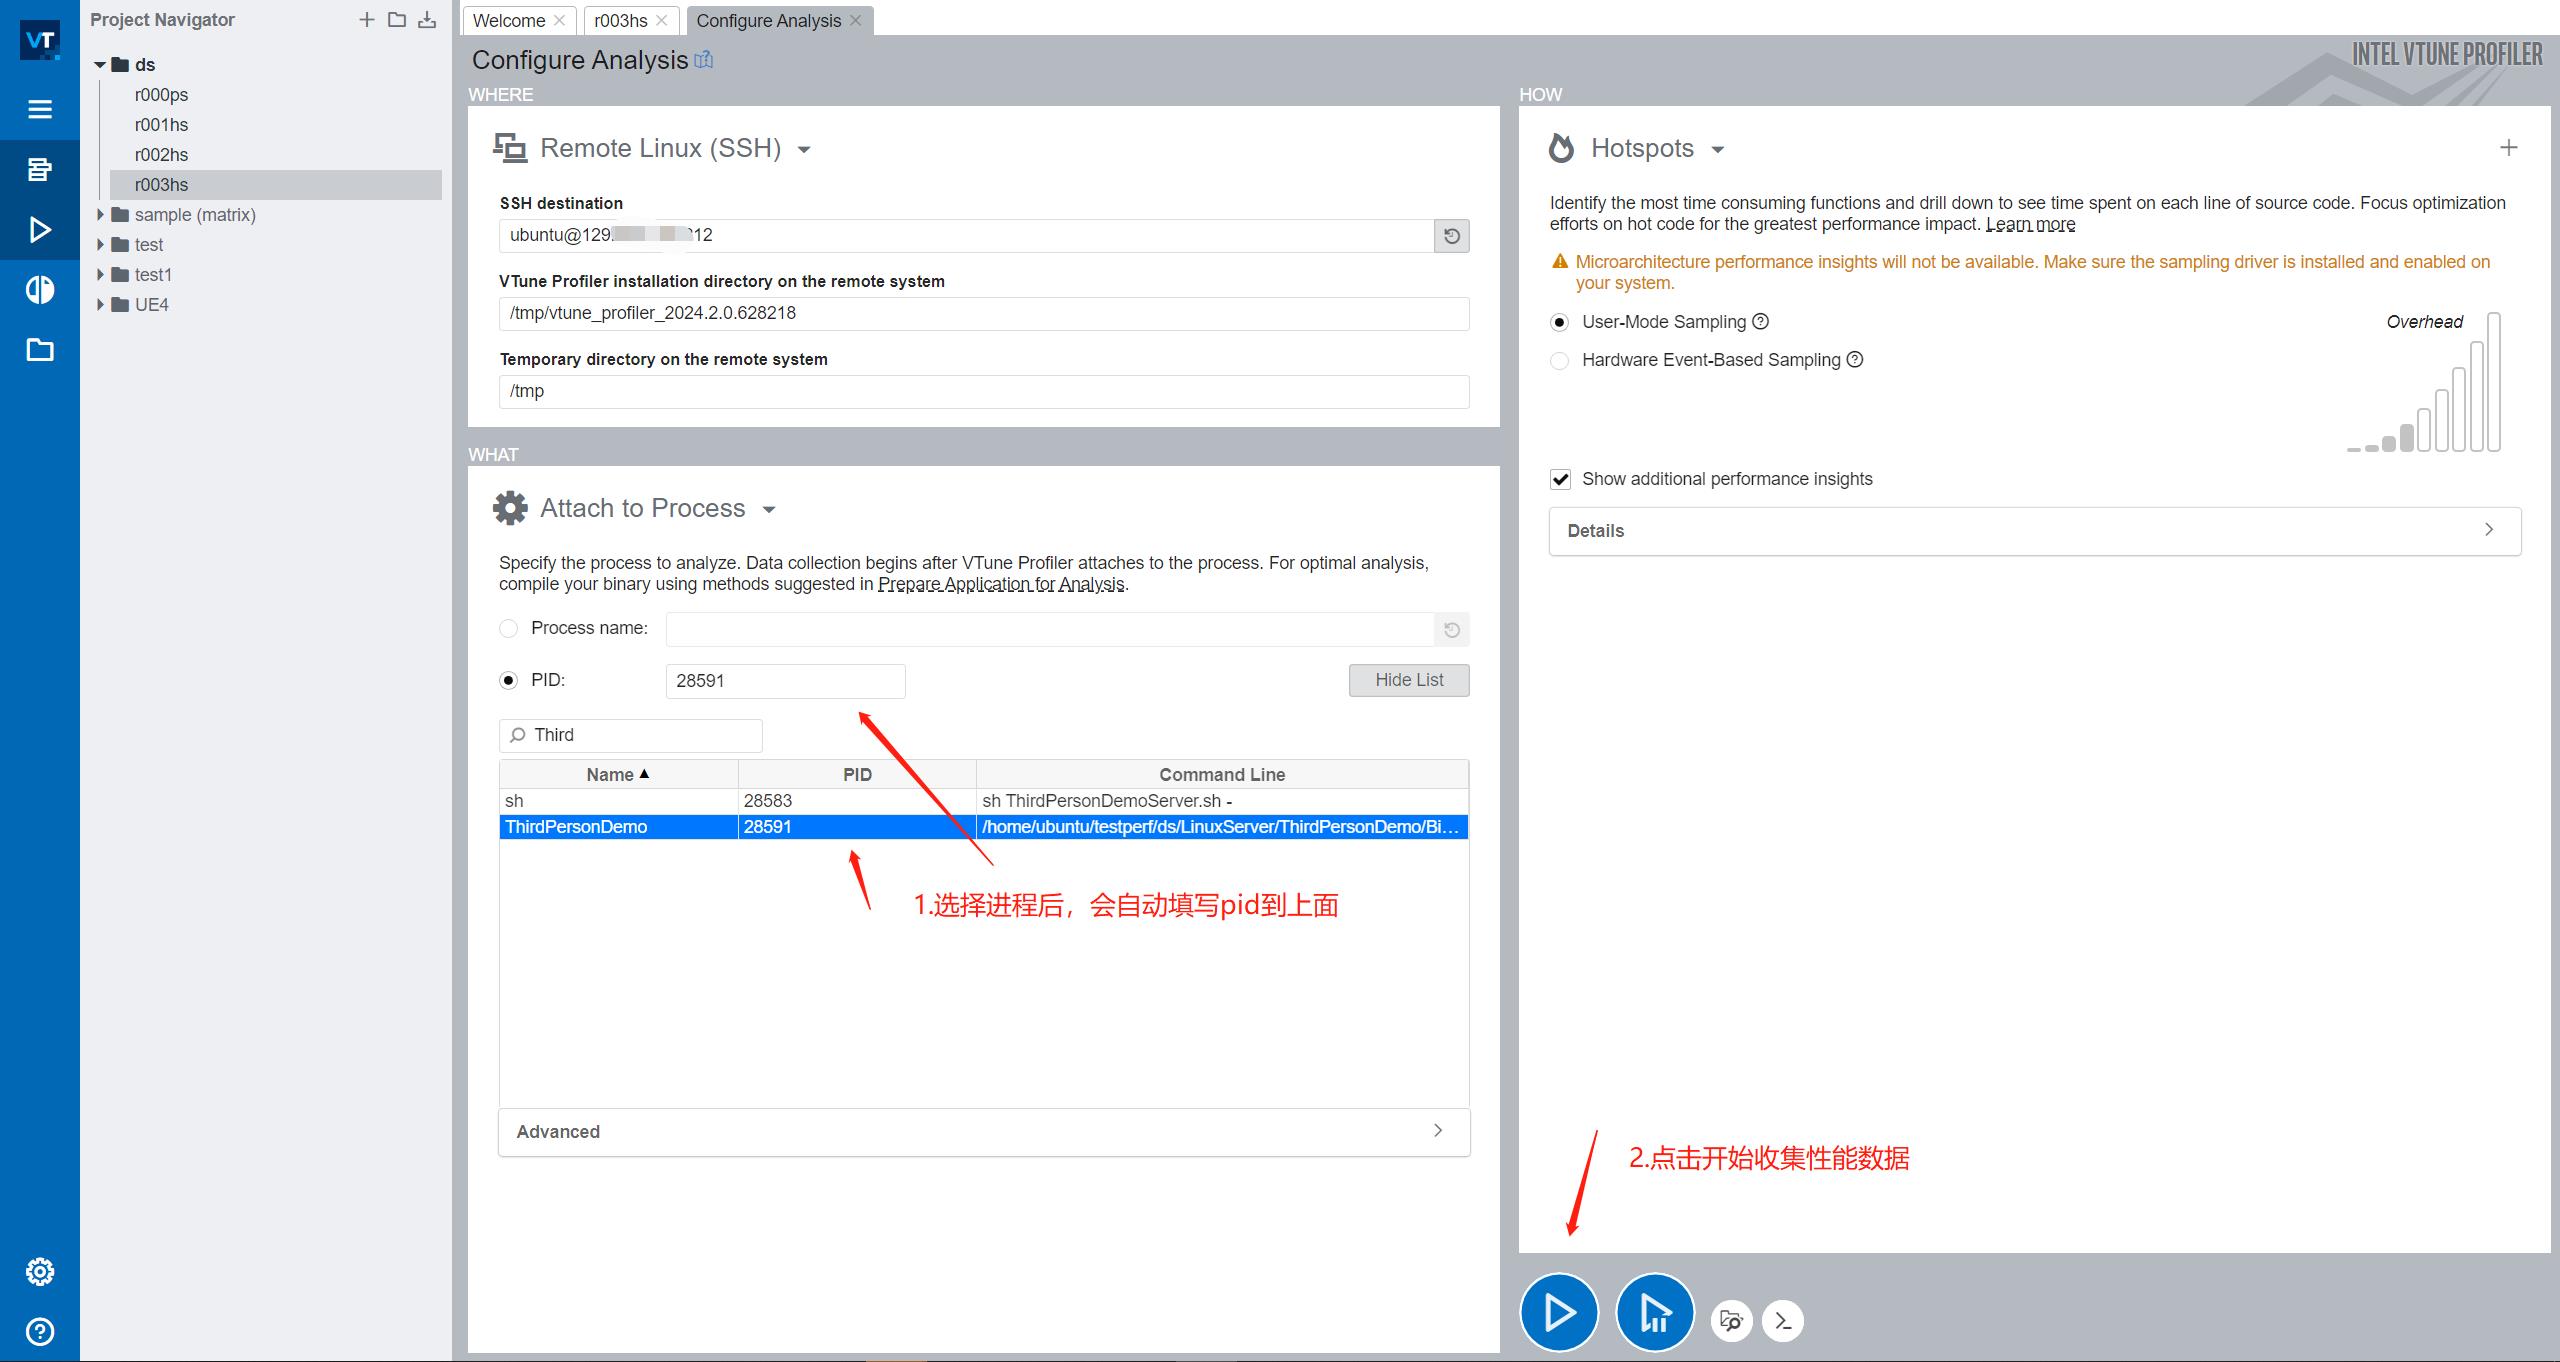 VT
Project Navigator
ds
r000ps
r001hs
r002hs
r003hs
sample (matrix)
test
test1
UE4
Welcome
r003hs
Configure Analysis
Configure Analysis
INTEL VTUNE PROFILER
WHERE
Remote Linux (SSH)
SSH destination
ubuntu@129. 12
VTune Profiler installation directory on the remote system
/tmp/vtune_profiler_2024.2.0.628218
Temporary directory on the remote system
/tmp
WHAT
Attach to Process
Specify the process to analyze. Data collection begins after VTune Profiler attaches to the process. For optimal analysis,
compile your binary using methods suggested in Prepare Application for Analysis.
Process name:
PID:
28591
Hide List
Third
Name PID Command Line
sh 28583 sh ThirdPersonDemoServer.sh -
ThirdPersonDemo 28591 /home/ubuntu/testperf/ds/LinuxServer/ThirdPersonDemo/Bi...
1.选择进程后，会自动填写pid到上面
Advanced
HOW
Hotspots
Identify the most time consuming functions and drill down to see time spent on each line of source code. Focus optimization
efforts on hot code for the greatest performance impact. Learn more
Microarchitecture performance insights will not be available. Make sure the sampling driver is installed and enabled on
your system.
User-Mode Sampling
Overhead
Hardware Event-Based Sampling
Show additional performance insights
Details
2.点击开始收集性能数据